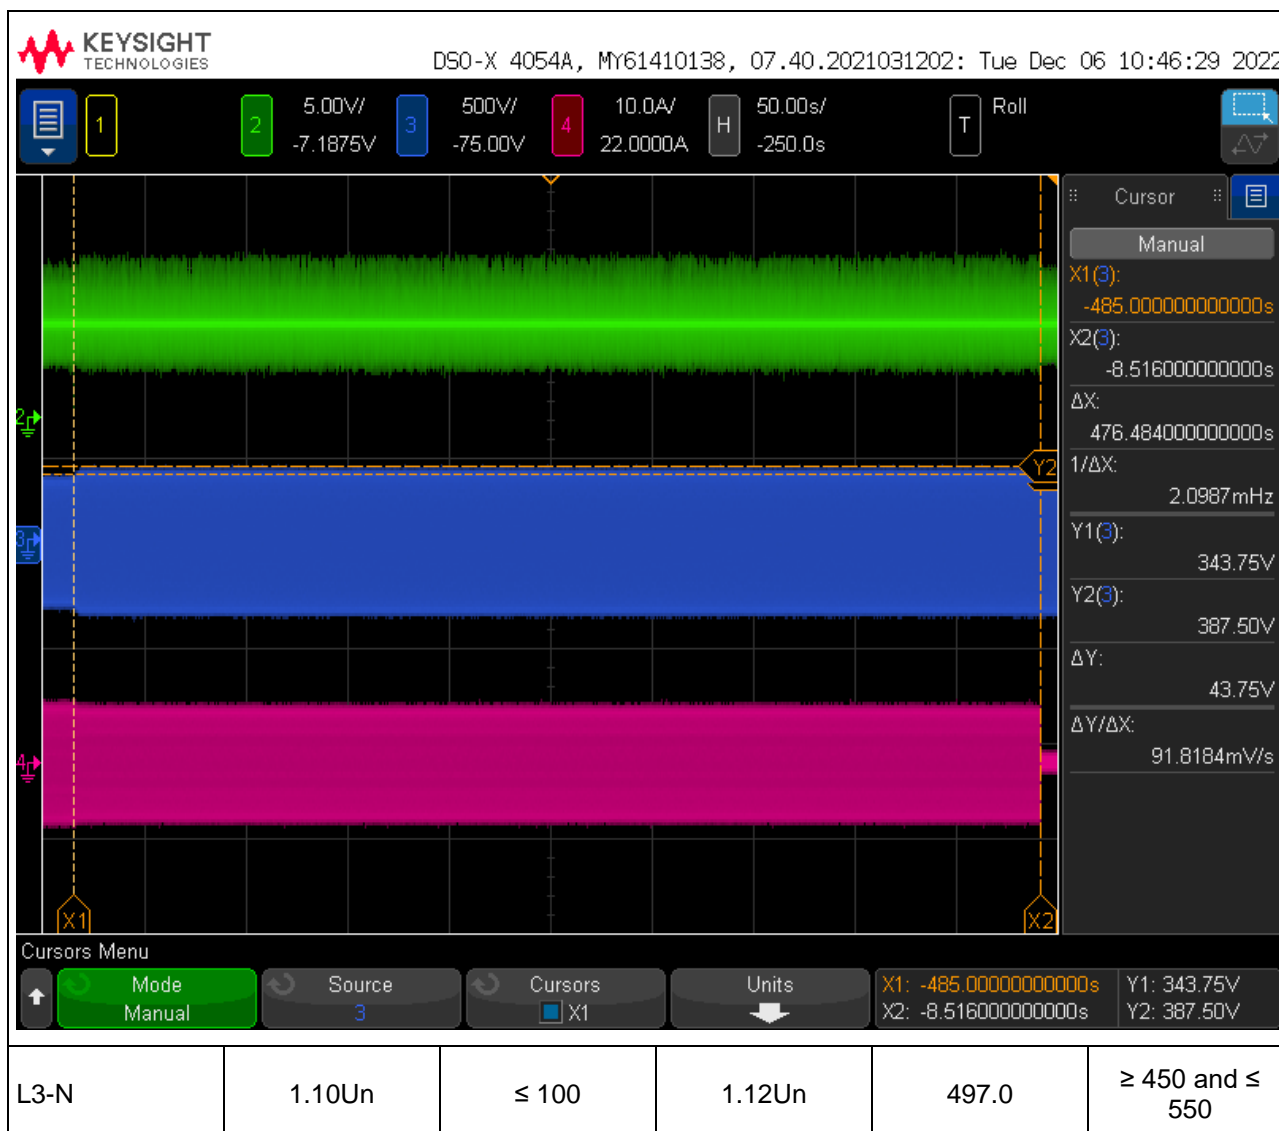 KEYSIGHT
TECHNOLOGIES
DSO-X 4054A, MY61410138, 07.40.2021031202: Tue Dec 06 10:46:29 2022
1
2
5.00V/
-7.1875V
3
500V/
-75.00V
4
10.0A/
22.0000A
H
50.00s/
-250.0s
T
Roll
Cursor
Manual
X1(3):
-485.000000000000s
X2(3):
-8.516000000000s
ΔX:
476.484000000000s
1/ΔX:
2.0987mHz
Y1(3):
343.75V
Y2(3):
387.50V
ΔY:
43.75V
ΔY/ΔX:
91.8184mV/s
2
Y2
3
4
X1
X2
Cursors Menu
Mode
Manual
Source
3
Cursors
X1
Units
X1: -485.00000000000s
X2: -8.516000000000s
Y1: 343.75V
Y2: 387.50V
L3-N 1.10Un ≤ 100 1.12Un 497.0 ≥ 450 and ≤
550